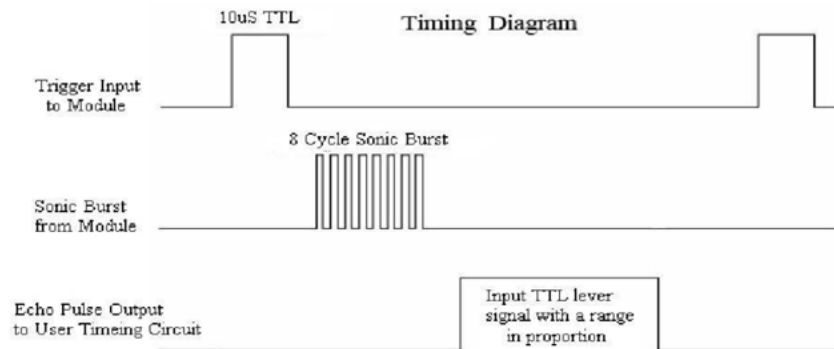 10uS TTL
Timing Diagram
Trigger Input
to Module
8 Cycle Sonic Burst
Sonic Burst
from Module
Echo Pulse Output
to User Timeing Circuit
Input TTL lever
signal with a range
in proportion